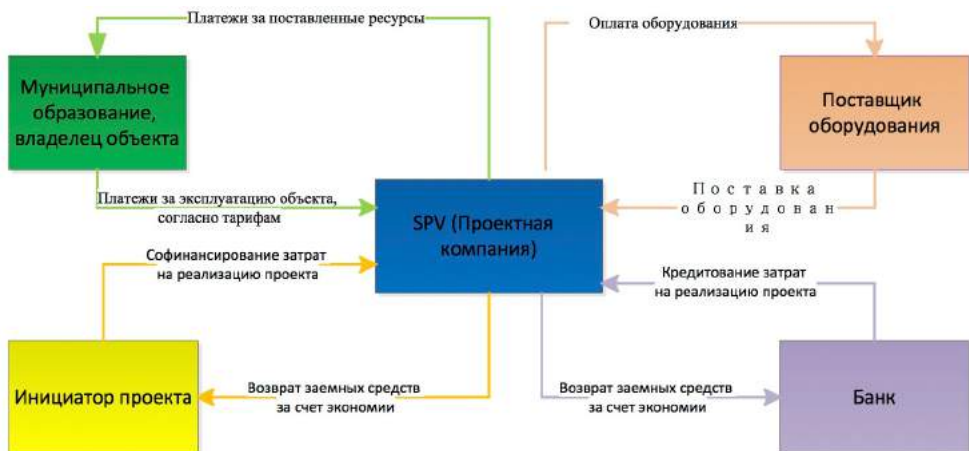 Платежи за поставленные ресурсы
Оплата оборудования
Муниципальное
образование,
владелец объекта
Поставщик
оборудования
Платежи за эксплуатацию объекта,
согласно тарифам
SPV (Проектная
компания)
Поставка
оборудован
ия
Софинансирование затрат
на реализацию проекта
Кредитование затрат
на реализацию проекта
Инициатор проекта
Возврат заемных средств
за счет экономии
Возврат заемных средств
за счет экономии
Банк